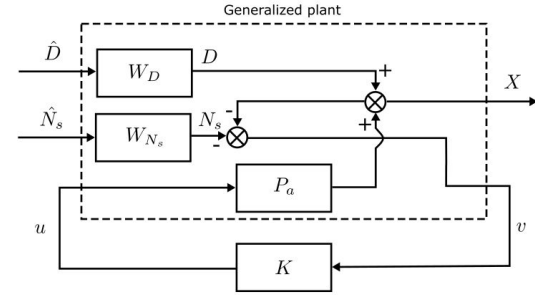 Generalized plant
D̂ W_D D +
X
N̂_s W_{N_s} N_s - - +
P_a
u v
K